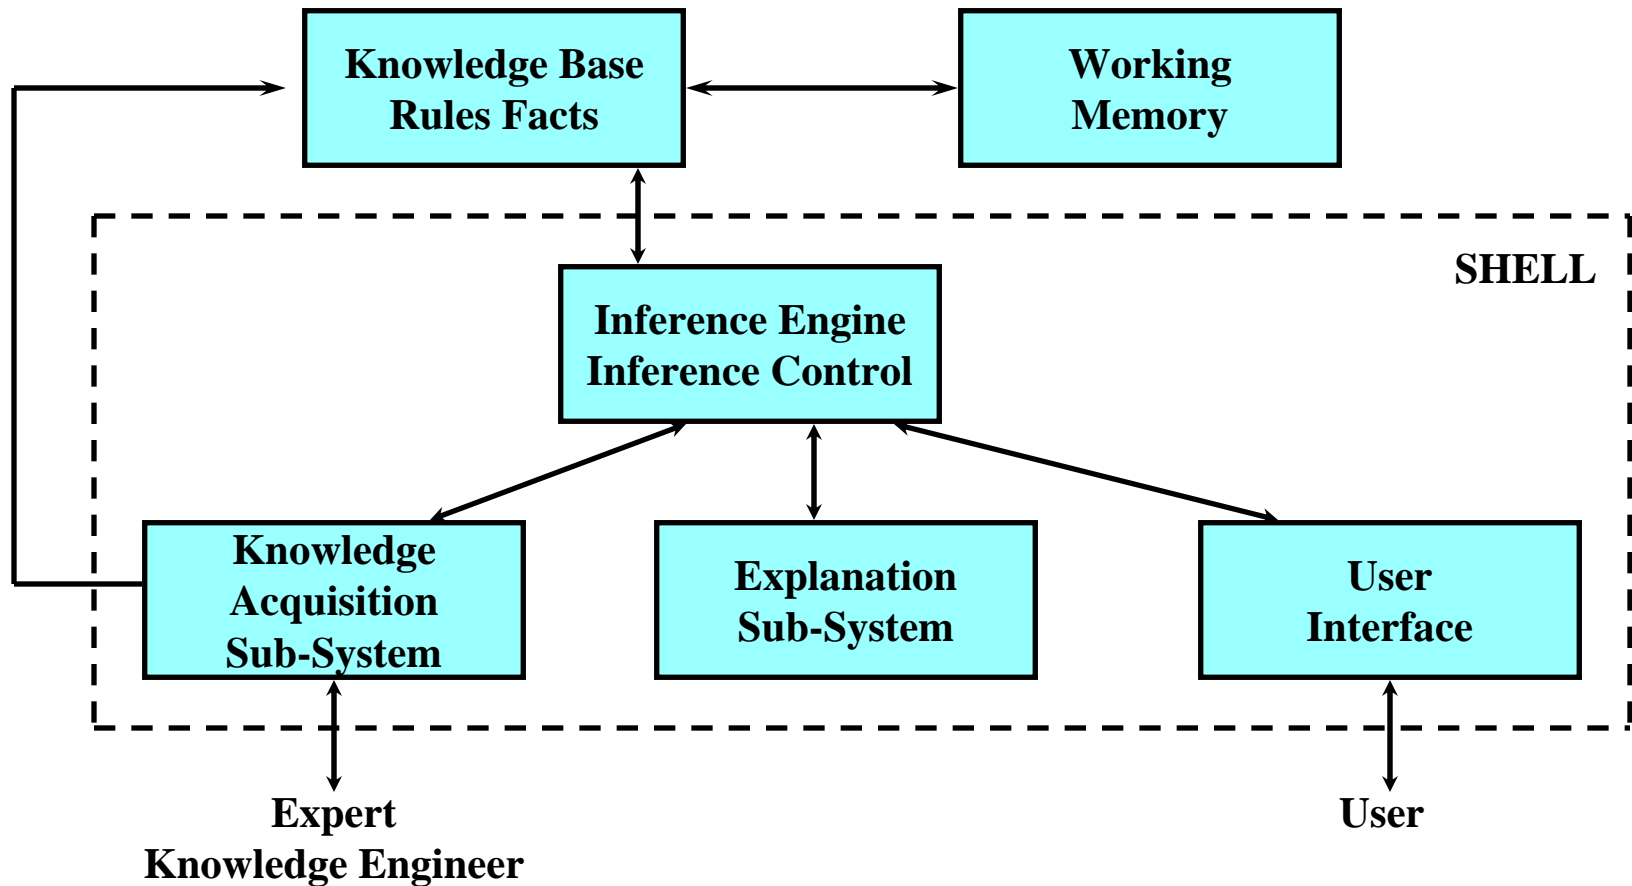 Knowledge Base
Rules Facts
Working
Memory
SHELL
Inference Engine
Inference Control
Knowledge
Acquisition
Sub-System
Explanation
Sub-System
User
Interface
Expert
Knowledge Engineer
User